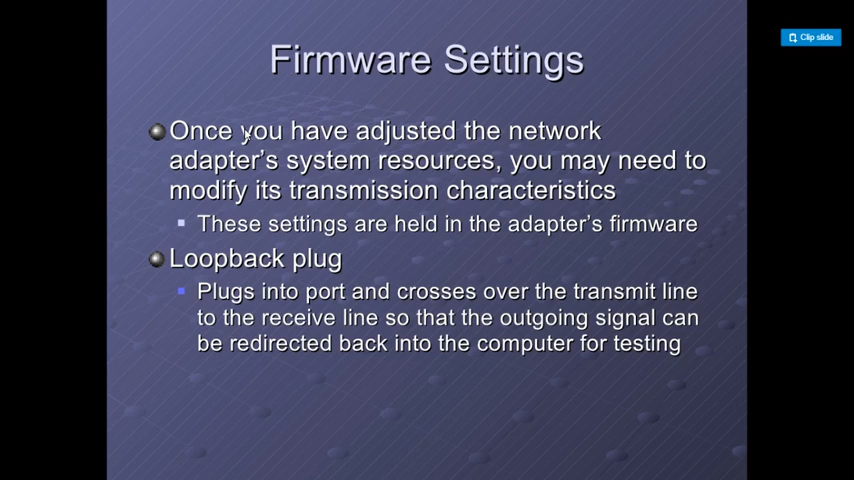 Clip slide
Firmware Settings
Once you have adjusted the network
adapter's system resources, you may need to
modify its transmission characteristics
These settings are held in the adapter's firmware
Loopback plug
Plugs into port and crosses over the transmit line
to the receive line so that the outgoing signal can
be redirected back into the computer for testing